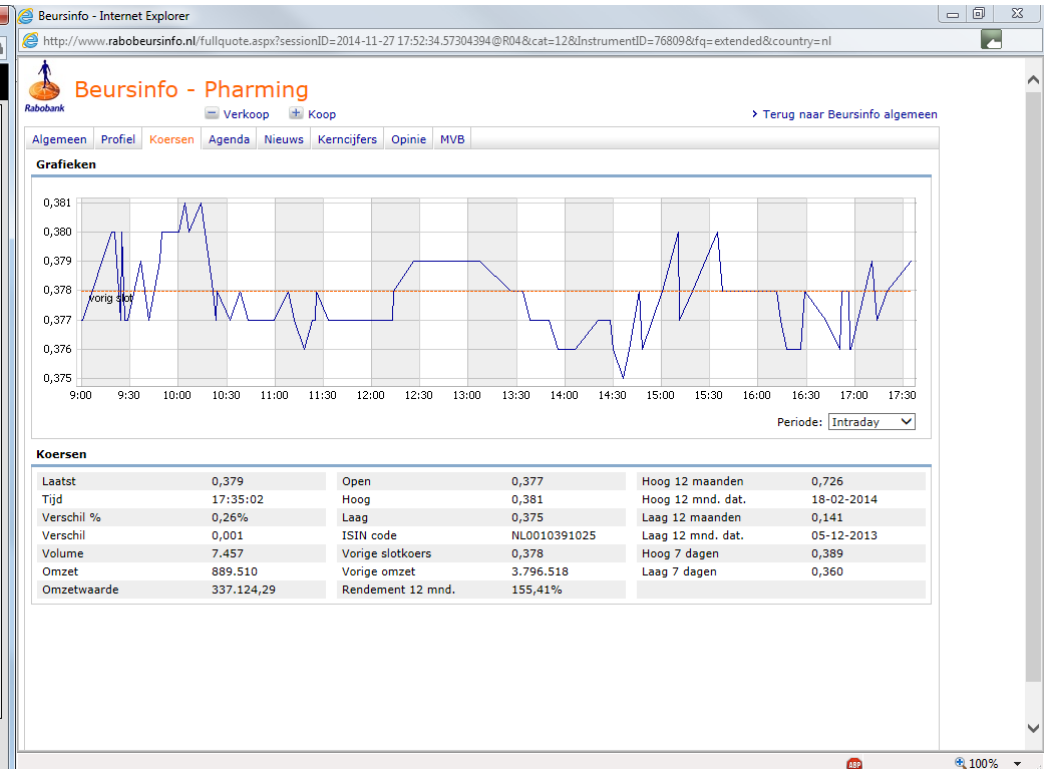 Beursinfo - Internet Explorer
http://www.rabobeursinfo.nl/fullquote.aspx?sessionID=2014-11-27 17:52:34.57304394@R04&cat=12&InstrumentID=76809&fq=extended&country=nl
Rabobank
Beursinfo - Pharming
Verkoop Koop
> Terug naar Beursinfo algemeen
Algemeen Profiel Koersen Agenda Nieuws Kerncijfers Opinie MVB
Grafieken
0,381
0,380
0,379
0,378
vorig slot
0,377
0,376
0,375
9:00 9:30 10:00 10:30 11:00 11:30 12:00 12:30 13:00 13:30 14:00 14:30 15:00 15:30 16:00 16:30 17:00 17:30
Periode: Intraday
Koersen
Laatst 0,379 Open 0,377 Hoog 12 maanden 0,726
Tijd 17:35:02 Hoog 0,381 Hoog 12 mnd. dat. 18-02-2014
Verschil % 0,26% Laag 0,375 Laag 12 maanden 0,141
Verschil 0,001 ISIN code NL0010391025 Laag 12 mnd. dat. 05-12-2013
Volume 7.457 Vorige slotkoers 0,378 Hoog 7 dagen 0,389
Omzet 889.510 Vorige omzet 3.796.518 Laag 7 dagen 0,360
Omzetwaarde 337.124,29 Rendement 12 mnd. 155,41%
ABP
100%